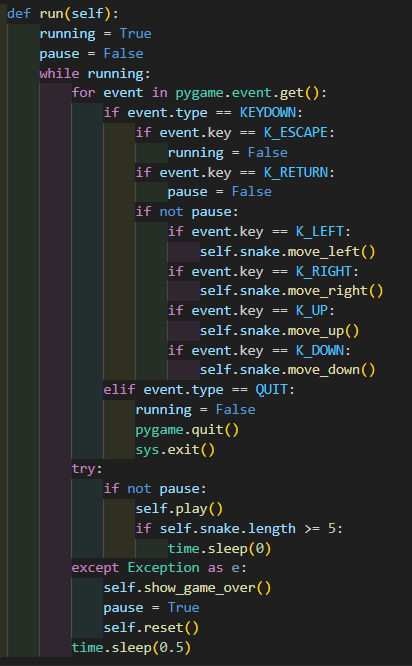 def run(self):
    running = True
    pause = False
    while running:
        for event in pygame.event.get():
            if event.type == KEYDOWN:
                if event.key == K_ESCAPE:
                    running = False
                if event.key == K_RETURN:
                    pause = False
                if not pause:
                    if event.key == K_LEFT:
                        self.snake.move_left()
                    if event.key == K_RIGHT:
                        self.snake.move_right()
                    if event.key == K_UP:
                        self.snake.move_up()
                    if event.key == K_DOWN:
                        self.snake.move_down()
            elif event.type == QUIT:
                running = False
                pygame.quit()
                sys.exit()
        try:
            if not pause:
                self.play()
                if self.snake.length >= 5:
                    time.sleep(0)
        except Exception as e:
            self.show_game_over()
            pause = True
            self.reset()
        time.sleep(0.5)